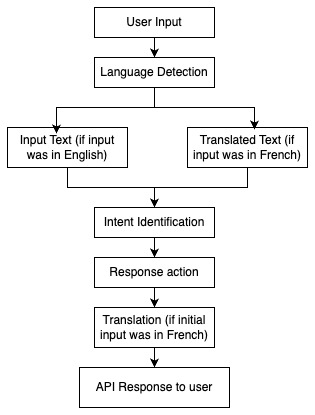 User Input
Language Detection
Input Text (if input
was in English)
Translated Text (if
input was in French)
Intent Identification
Response action
Translation (if initial
input was in French)
API Response to user